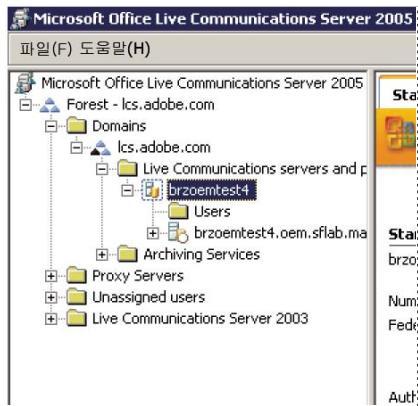 Microsoft Office Live Communications Server 2005
파일(F) 도움말(H)
Microsoft Office Live Communications Server 2005
Forest - lcs.adobe.com
Domains
lcs.adobe.com
Live Communications servers and p
brzoemtest4
Users
brzoemtest4.oem.sflab.ma
Archiving Services
Proxy Servers
Unassigned users
Live Communications Server 2003
Sta
Sta
brzo
Num
Fede
Auth